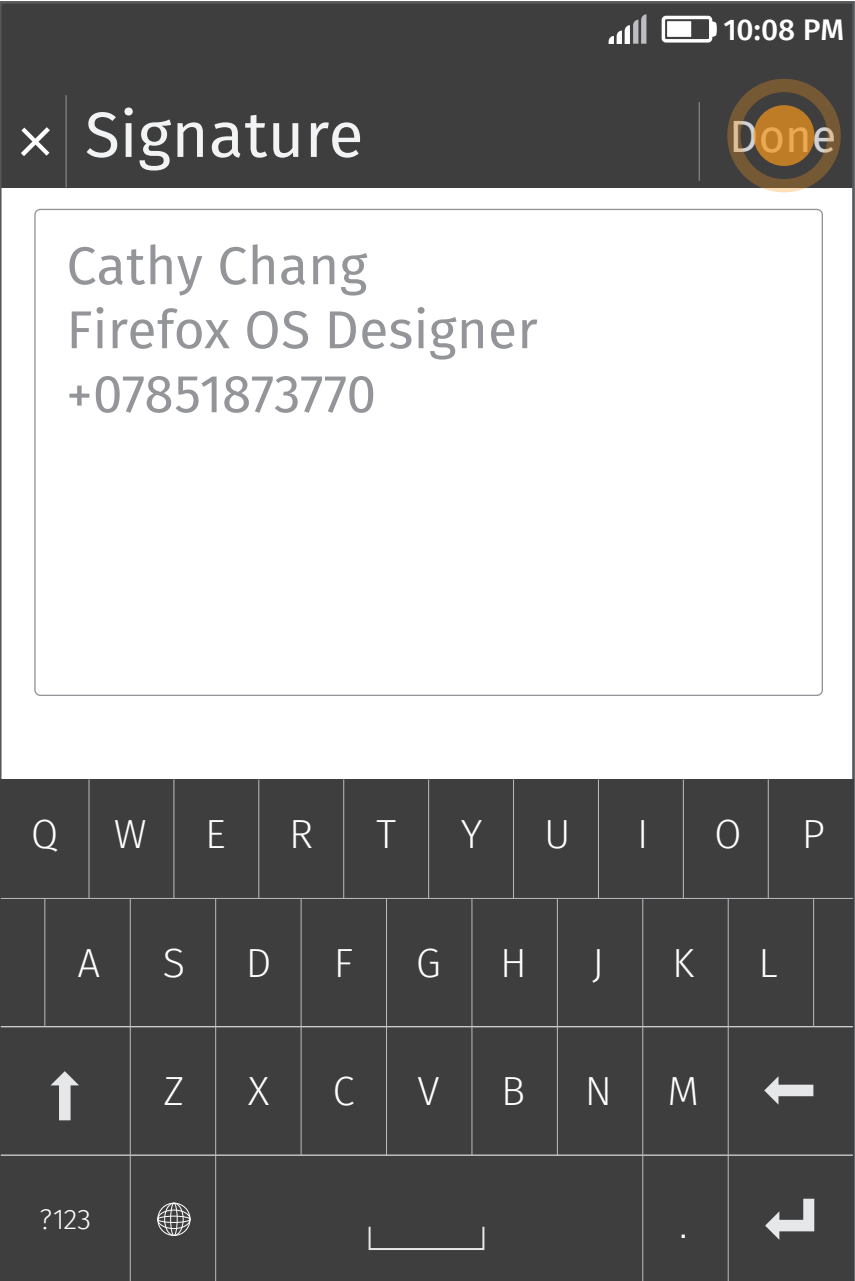 10:08 PM
× Signature Done
Cathy Chang
Firefox OS Designer
+07851873770
Q W E R T Y U I O P
A S D F G H J K L
Z X C V B N M
?123 .